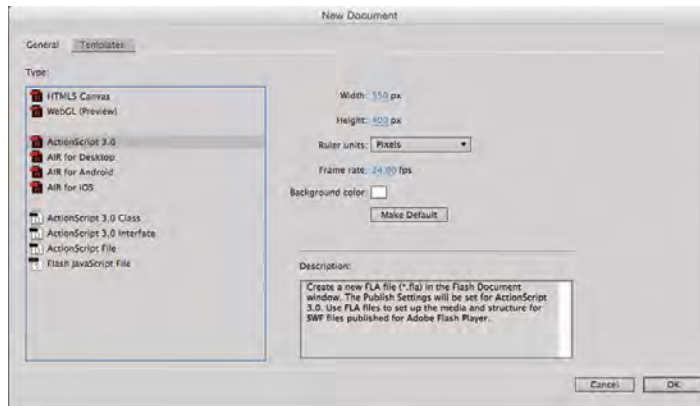 New Document
General
Templates
Type:
HTML5 Canvas
WebGL (Preview)
ActionScript 3.0
AIR for Desktop
AIR for Android
AIR for iOS
ActionScript 3.0 Class
ActionScript 3.0 Interface
ActionScript File
Flash JavaScript File
Width: 550 px
Height: 400 px
Ruler units: Pixels
Frame rate: 24.00 fps
Background color:
Make Default
Description:
Create a new FLA file (*.fla) in the Flash Document
window. The Publish Settings will be set for ActionScript
3.0. Use FLA files to set up the media and structure for
SWF files published for Adobe Flash Player.
Cancel
OK